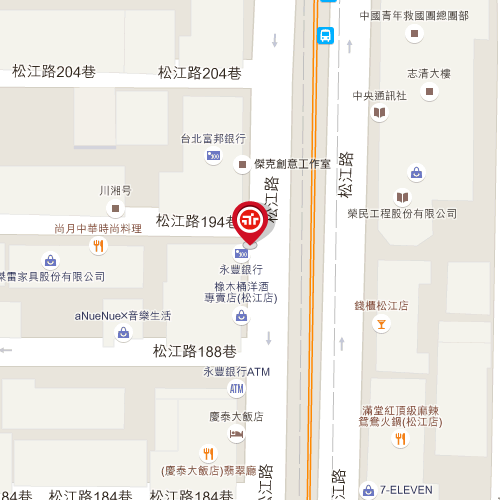 中國青年救國團總團部
松江路204巷
松江路204巷
志清大樓
中央通訊社
台北富邦銀行
傑克創意工作室
松江路
松江路
川湘号
榮民工程股份有限公司
松江路194巷
尚月中華時尚料理
永豐銀行
傑雷家具股份有限公司
橡木桶洋酒
專賣店(松江店)
錢櫃松江店
aNueNue×音樂生活
松江路188巷
永豐銀行ATM
ATM
慶泰大飯店
滿堂紅頂級麻辣
鴛鴦火鍋(松江店)
(慶泰大飯店)翡翠廳
松江路
松江路
7-ELEVEN
184巷
松江路184巷
松江路184巷